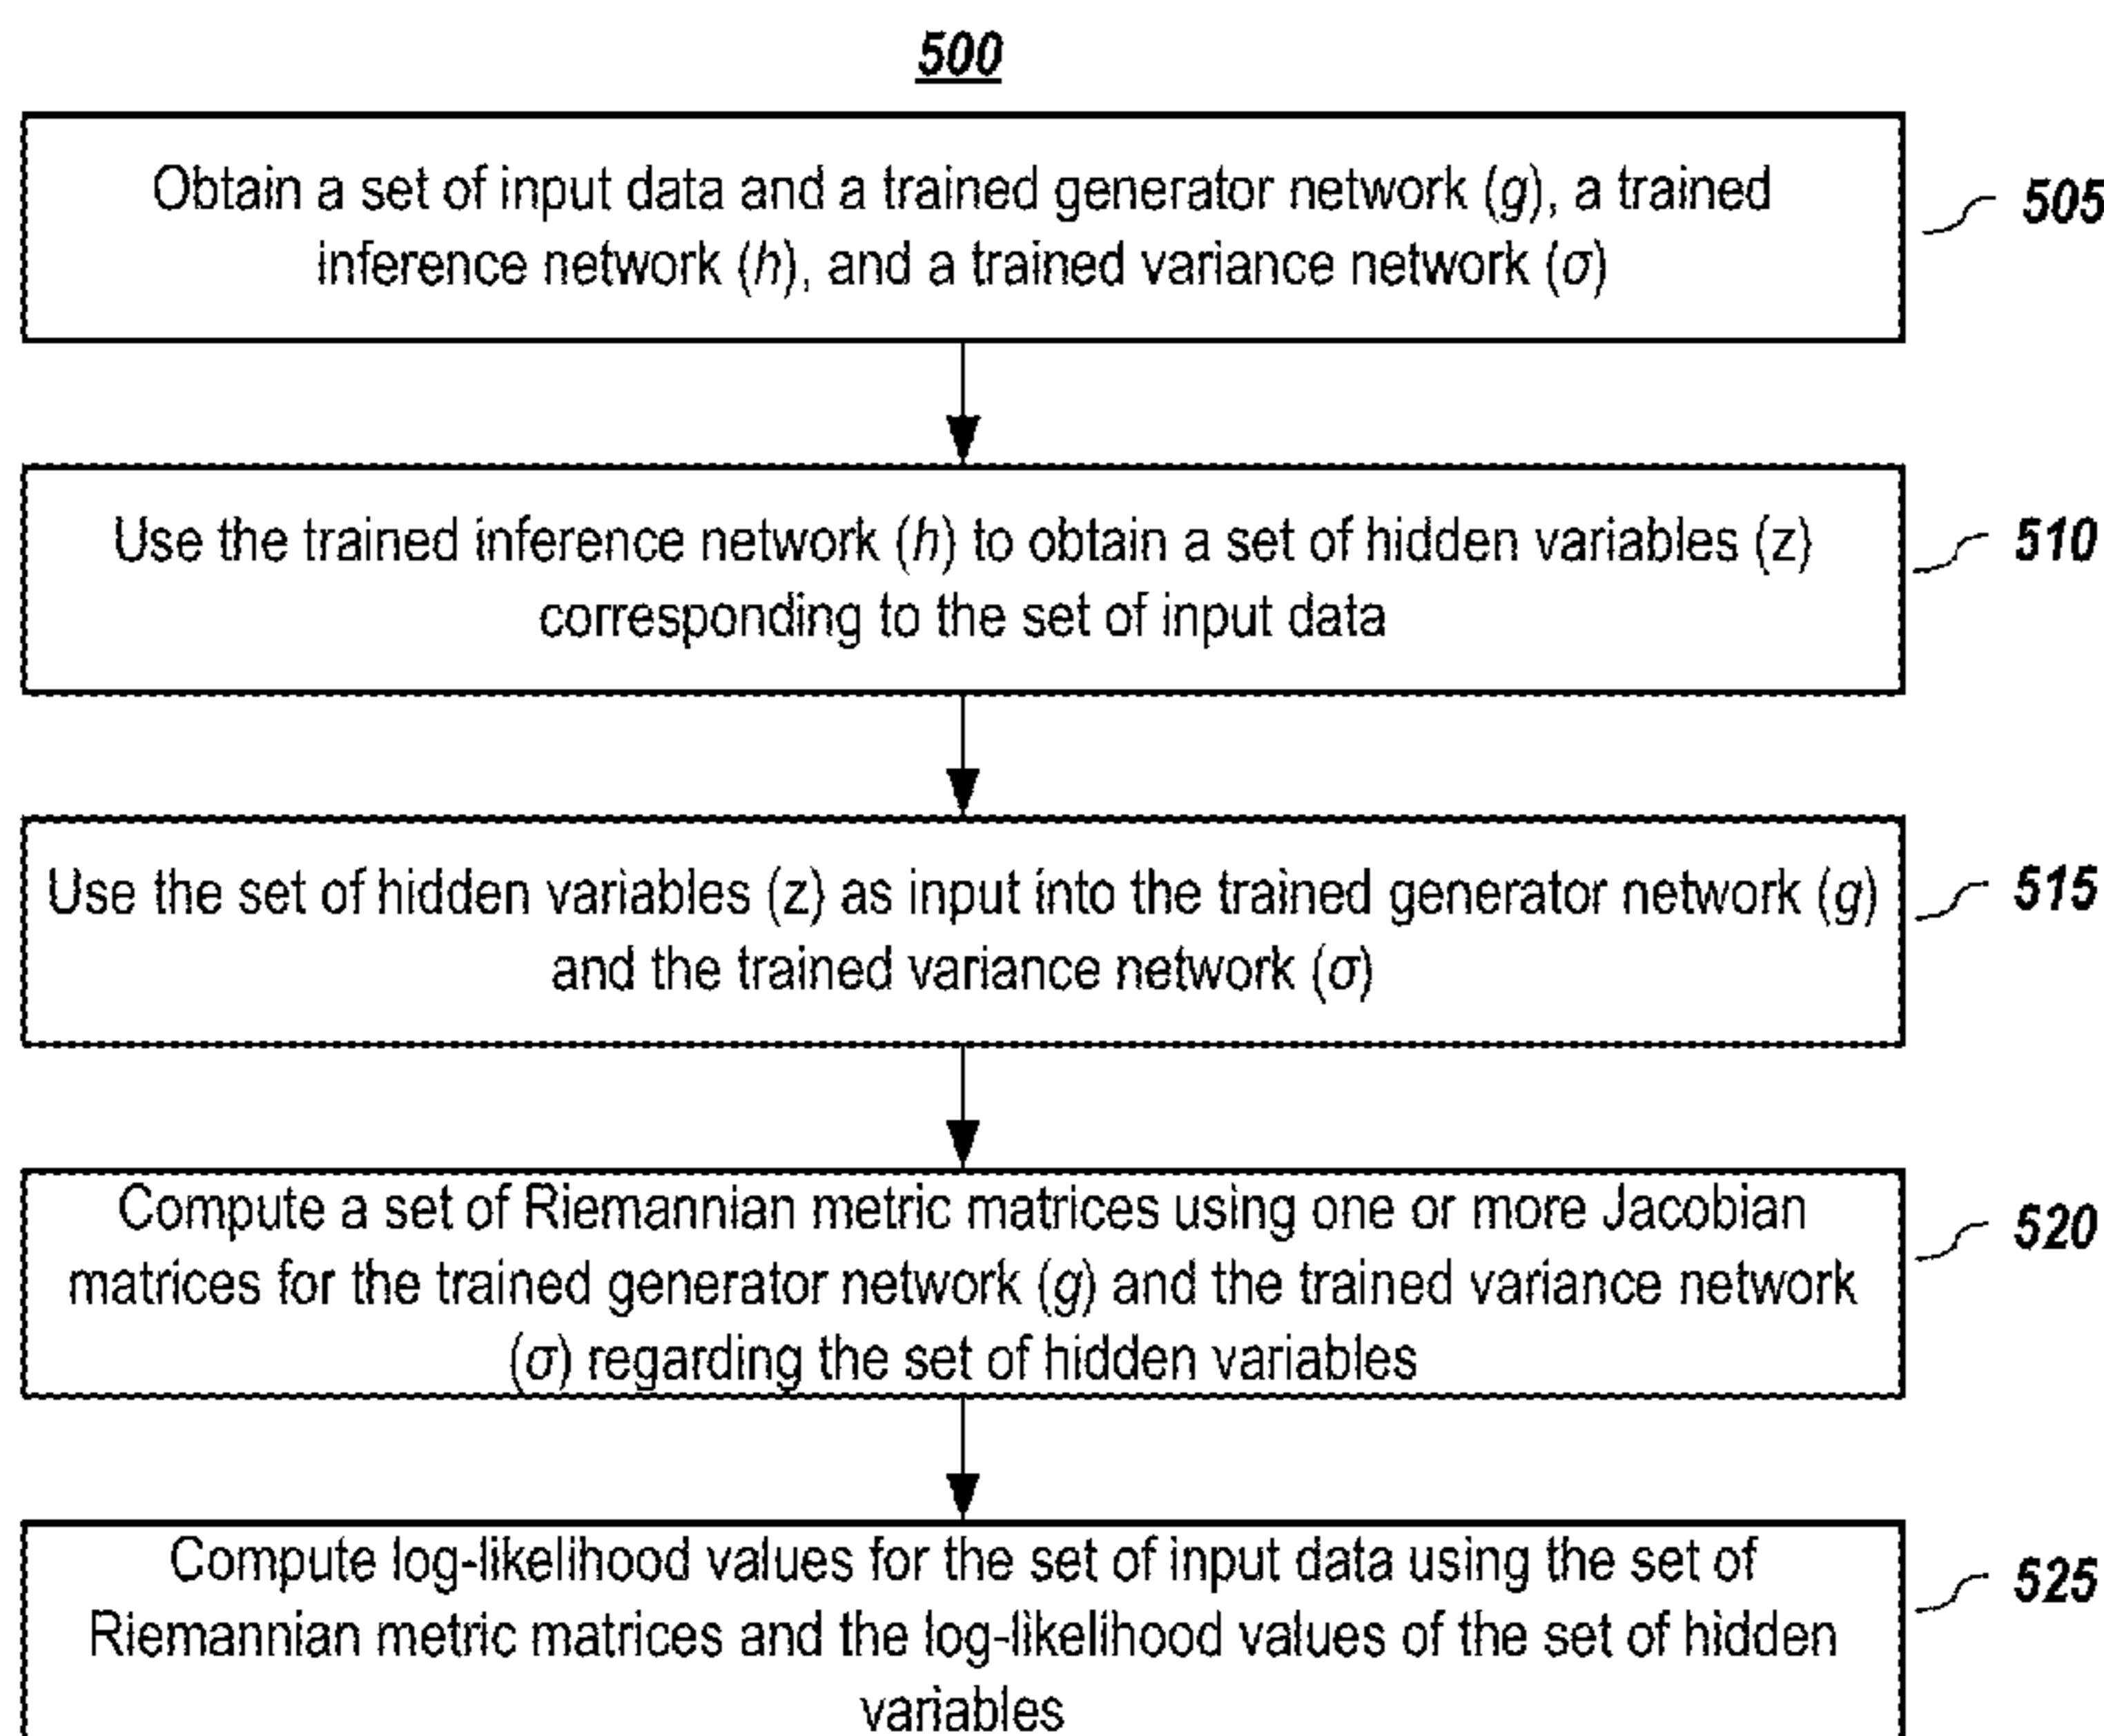 500
Obtain a set of input data and a trained generator network (g), a trained
inference network (h), and a trained variance network (σ)
505
Use the trained inference network (h) to obtain a set of hidden variables (z)
corresponding to the set of input data
510
Use the set of hidden variables (z) as input into the trained generator network (g)
and the trained variance network (σ)
515
Compute a set of Riemannian metric matrices using one or more Jacobian
matrices for the trained generator network (g) and the trained variance network
(σ) regarding the set of hidden variables
520
Compute log-likelihood values for the set of input data using the set of
Riemannian metric matrices and the log-likelihood values of the set of hidden
variables
525